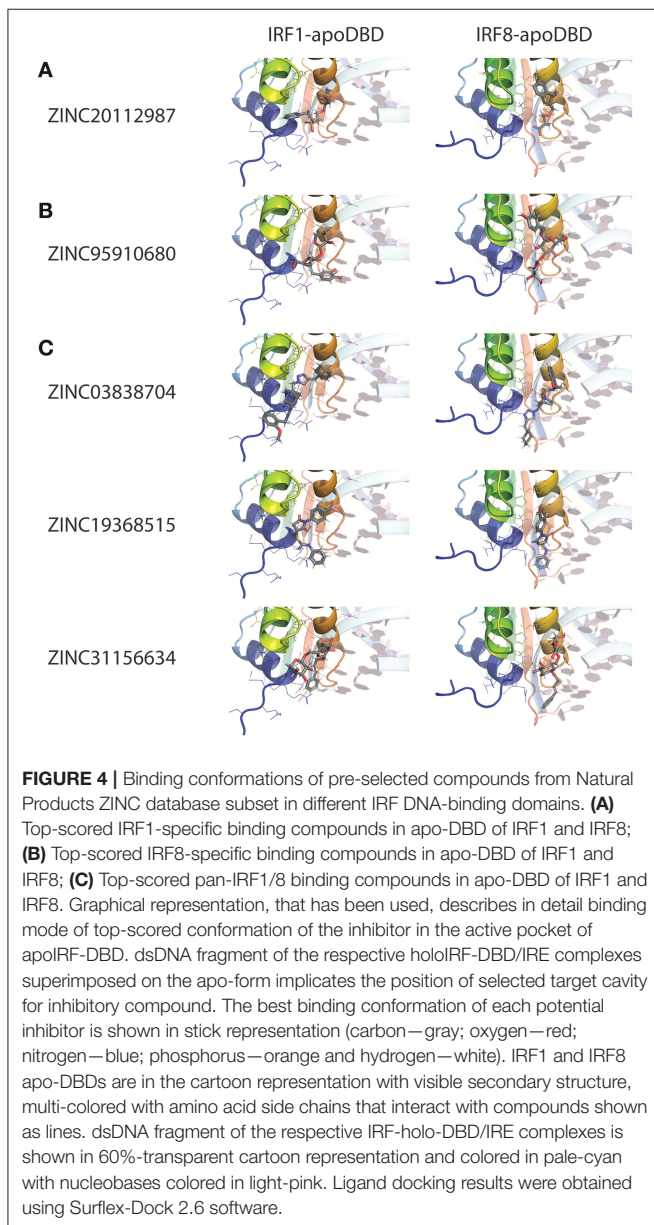 IRF1-apoDBD IRF8-apoDBD
A
ZINC20112987
B
ZINC95910680
C
ZINC03838704
ZINC19368515
ZINC31156634
FIGURE 4 | Binding conformations of pre-selected compounds from Natural
Products ZINC database subset in different IRF DNA-binding domains. (A)
Top-scored IRF1-specific binding compounds in apo-DBD of IRF1 and IRF8;
(B) Top-scored IRF8-specific binding compounds in apo-DBD of IRF1 and
IRF8; (C) Top-scored pan-IRF1/8 binding compounds in apo-DBD of IRF1 and
IRF8. Graphical representation, that has been used, describes in detail binding
mode of top-scored conformation of the inhibitor in the active pocket of
apoIRF-DBD. dsDNA fragment of the respective holoIRF-DBD/IRE complexes
superimposed on the apo-form implicates the position of selected target cavity
for inhibitory compound. The best binding conformation of each potential
inhibitor is shown in stick representation (carbon—gray; oxygen—red;
nitrogen—blue; phosphorus—orange and hydrogen—white). IRF1 and IRF8
apo-DBDs are in the cartoon representation with visible secondary structure,
multi-colored with amino acid side chains that interact with compounds shown
as lines. dsDNA fragment of the respective IRF-holo-DBD/IRE complexes is
shown in 60%-transparent cartoon representation and colored in pale-cyan
with nucleobases colored in light-pink. Ligand docking results were obtained
using Surflex-Dock 2.6 software.